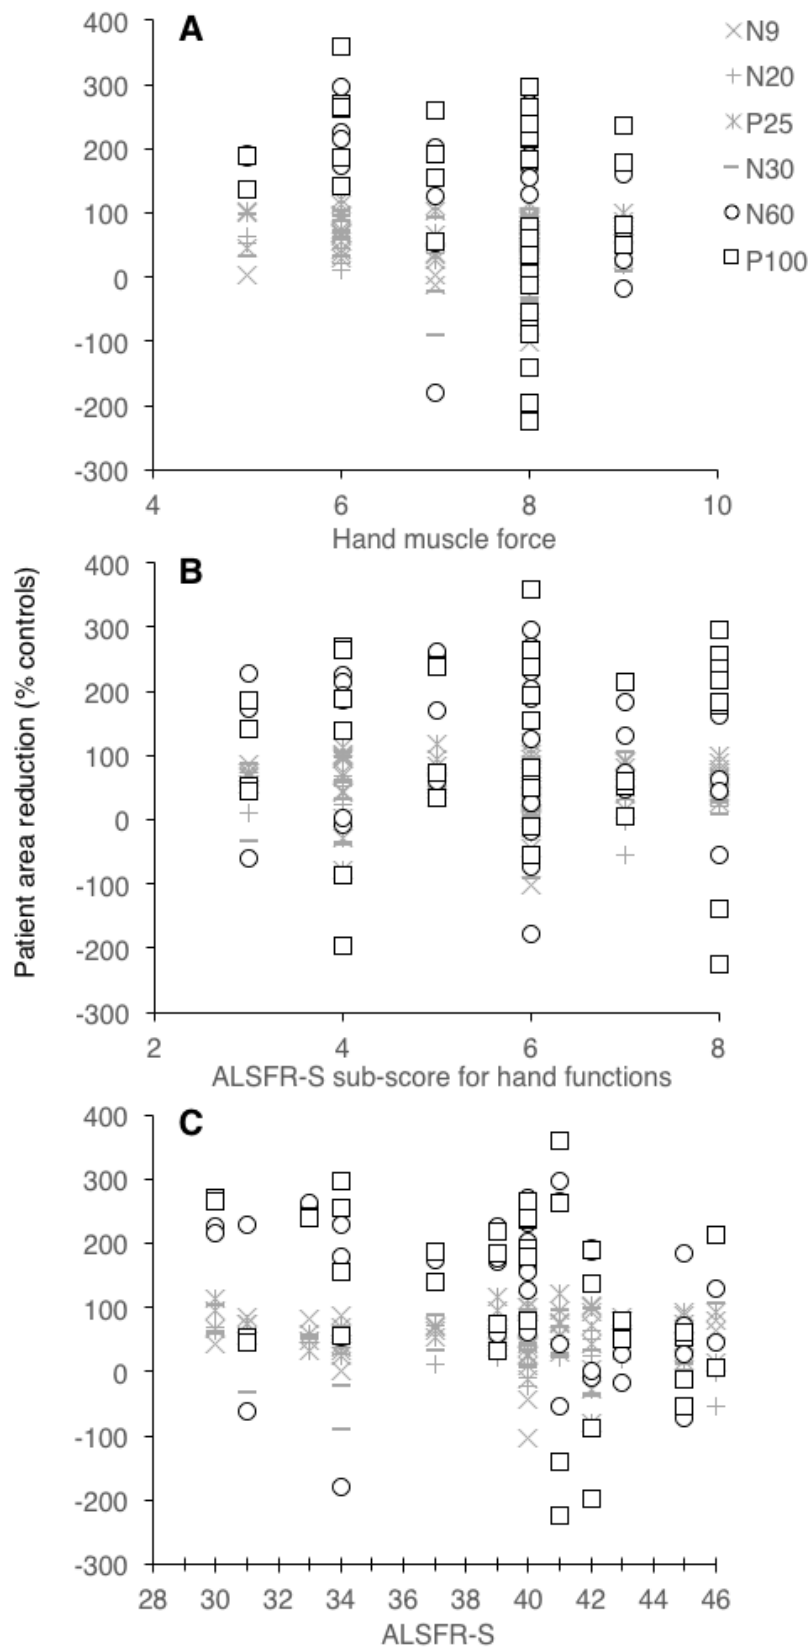 A
400
300
200
100
0
-100
-200
-300
4 6 8 10
Hand muscle force
N9
N20
P25
N30
N60
P100
Patient area reduction (% controls)
B
400
300
200
100
0
-100
-200
-300
2 4 6 8
ALSFR-S sub-score for hand functions
C
400
300
200
100
0
-100
-200
-300
28 30 32 34 36 38 40 42 44 46
ALSFR-S